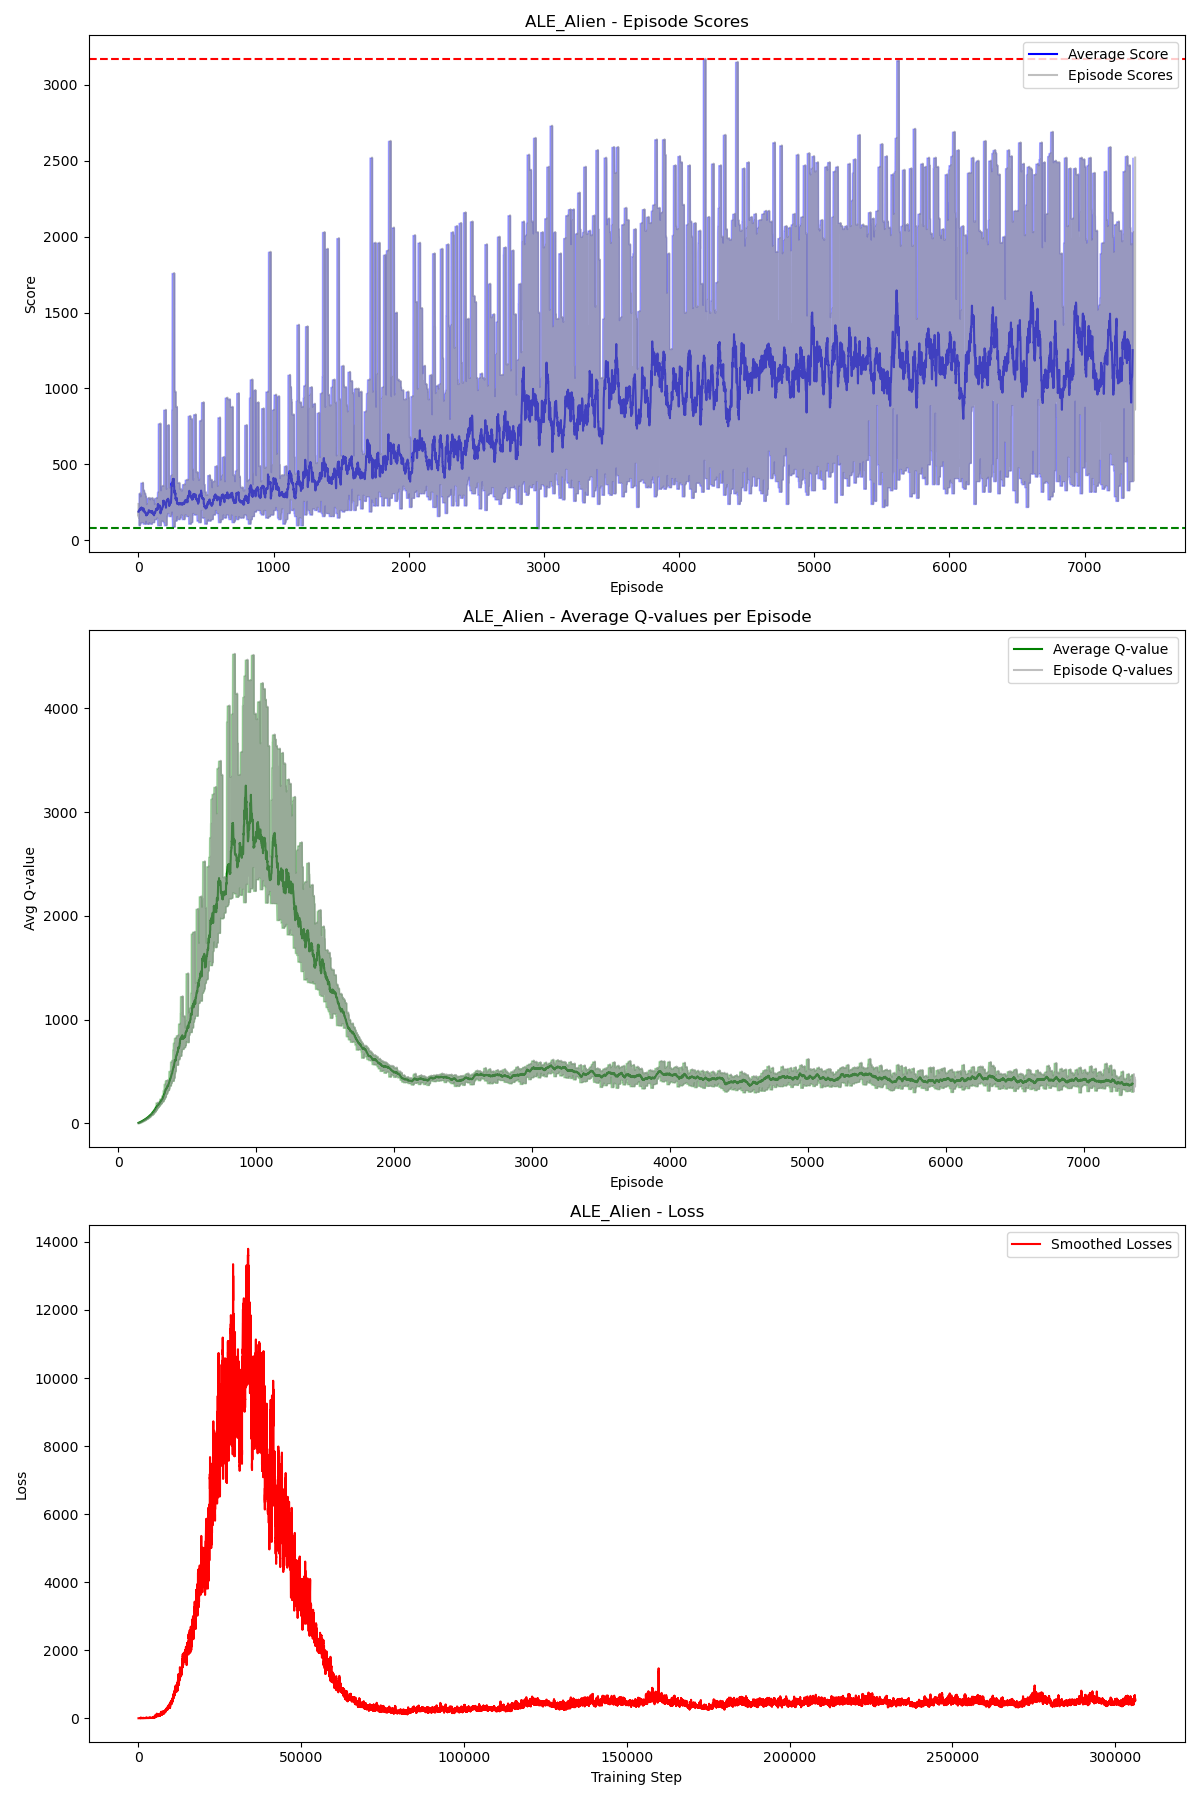 ALE_Alien - Episode Scores
Average Score
Episode Scores
Score
3000
2500
2000
1500
1000
500
0
0 1000 2000 3000 4000 5000 6000 7000
Episode
ALE_Alien - Average Q-values per Episode
Average Q-value
Episode Q-values
Avg Q-value
4000
3000
2000
1000
0
0 1000 2000 3000 4000 5000 6000 7000
Episode
ALE_Alien - Loss
Smoothed Losses
Loss
14000
12000
10000
8000
6000
4000
2000
0
0 50000 100000 150000 200000 250000 300000
Training Step